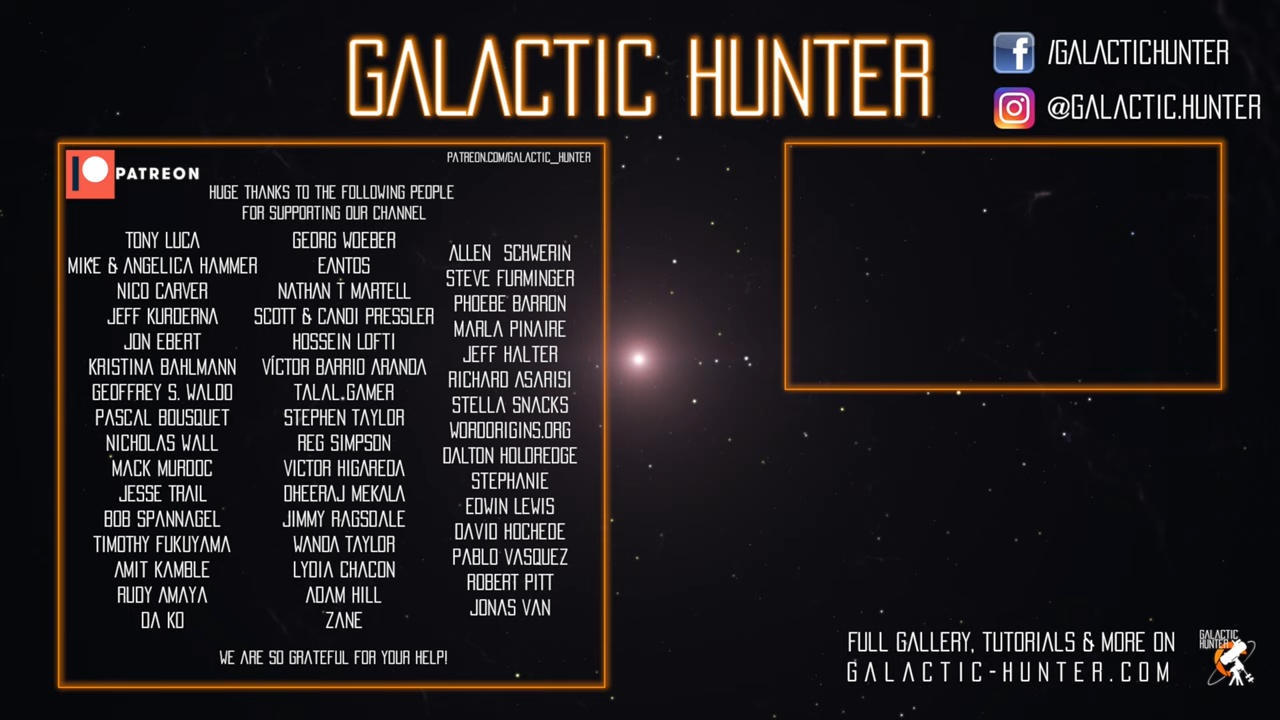 GALACTIC HUNTER
/GALACTICHUNTER
@GALACTIC.HUNTER
PATREON
PATREON.COM/GALACTIC_HUNTER
HUGE THANKS TO THE FOLLOWING PEOPLE
FOR SUPPORTING OUR CHANNEL
TONY LUCA
MIKE & ANGELICA HAMMER
NICO CARVER
JEFF KURDERNA
JON EBERT
KRISTINA BAHLMANN
GEOFFREY S. WALDO
PASCAL BOUSQUET
NICHOLAS WALL
MACK MURDOC
JESSE TRAIL
BOB SPANNAGEL
TIMOTHY FUKUYAMA
AMIT KAMBLE
RUDY AMAYA
DA KO
GEORG WOEBER
EANTOS
NATHAN T MARTELL
SCOTT & CANDI PRESSLER
HOSSEIN LOFTI
VÍCTOR BARRIO ARANDA
TALAL.GAMER
STEPHEN TAYLOR
REG SIMPSON
VICTOR HIGAREDA
DHEERAJ MEKALA
JIMMY RAGSDALE
WANDA TAYLOR
LYDIA CHACON
ADAM HILL
ZANE
ALLEN SCHWERIN
STEVE FURMINGER
PHOEBE BARRON
MARLA PINAIRE
JEFF HALTER
RICHARD ASARISI
STELLA SNACKS
WORDORIGINS.ORG
DALTON HOLDREDGE
STEPHANIE
EDWIN LEWIS
DAVID HOCHEDE
PABLO VASQUEZ
ROBERT PITT
JONAS VAN
WE ARE SO GRATEFUL FOR YOUR HELP!
FULL GALLERY, TUTORIALS & MORE ON
GALACTIC-HUNTER.COM
GALACTIC
HUNTER